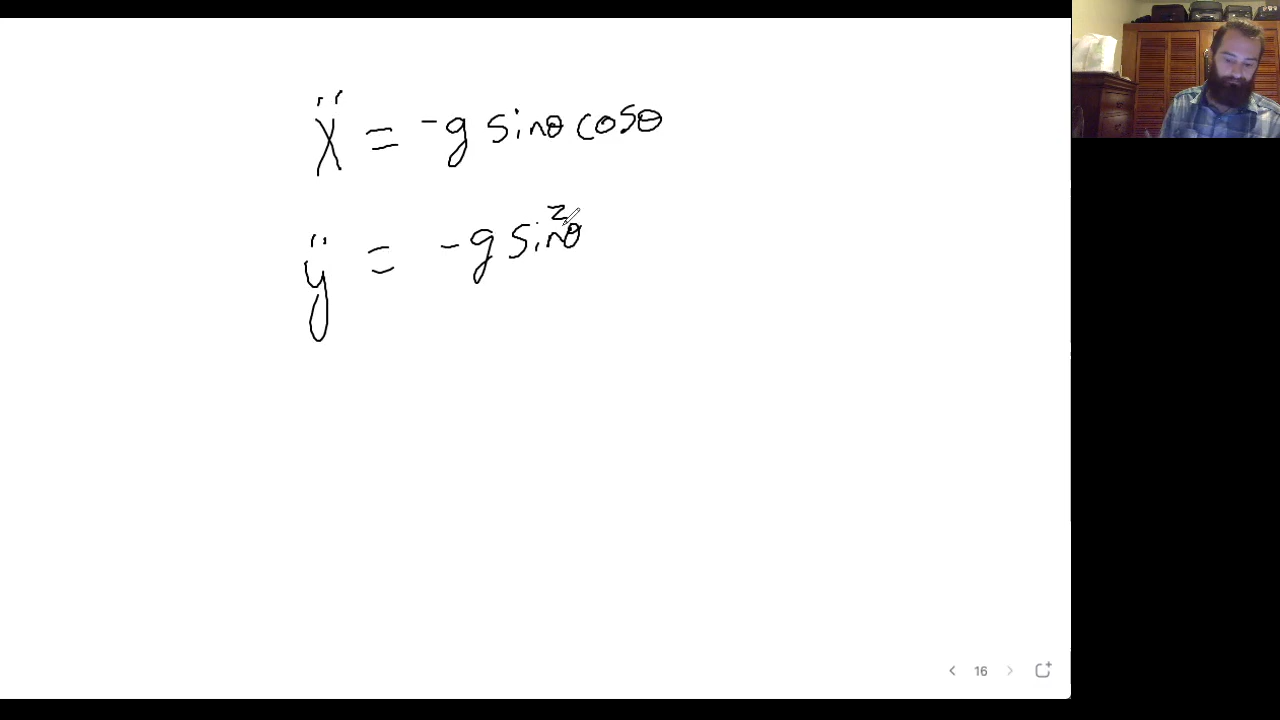 ẍ = -g sinθ cosθ
ÿ = -g sin²θ
16